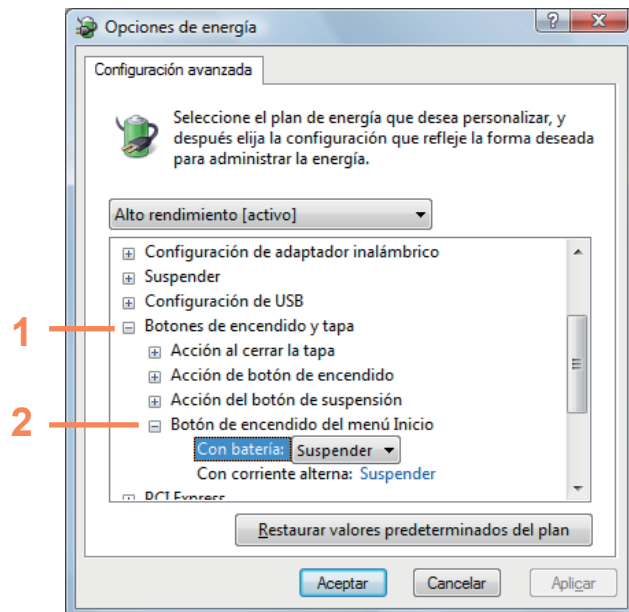 Opciones de energía
Configuración avanzada
Seleccione el plan de energía que desea personalizar, y
después elija la configuración que refleje la forma deseada
para administrar la energía.
Alto rendimiento [activo]
Configuración de adaptador inalámbrico
Suspender
Configuración de USB
1 Botones de encendido y tapa
Acción al cerrar la tapa
Acción de botón de encendido
Acción del botón de suspensión
2 Botón de encendido del menú Inicio
Con batería: Suspender
Con corriente alterna: Suspender
PCI Express
Restaurar valores predeterminados del plan
Aceptar Cancelar Aplicar